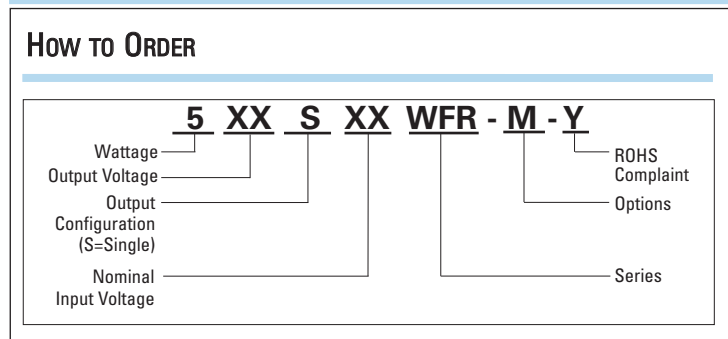 HOW TO ORDER
5 XX S XX WFR - M - Y
Wattage
Output Voltage
Output
Configuration
(S=Single)
Nominal
Input Voltage
ROHS
Complaint
Options
Series